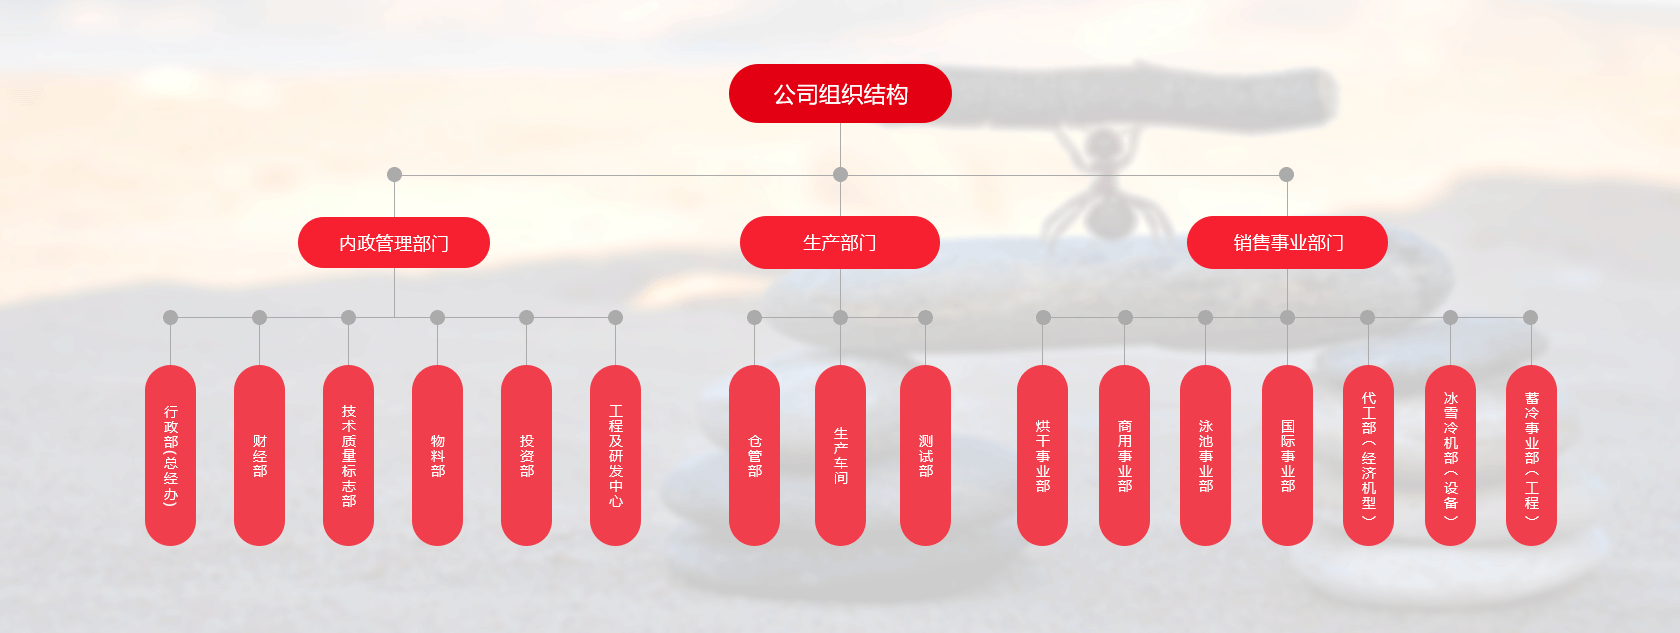 公司组织结构
内政管理部门
生产部门
销售事业部门
行政部(总经办)
财经部
技术质量标志部
物料部
投资部
工程及研发中心
仓管部
生产车间
测试部
烘干事业部
商用事业部
泳池事业部
国际事业部
代工部（经济机型）
冰雪冷机部（设备）
蓄冷事业部（工程）